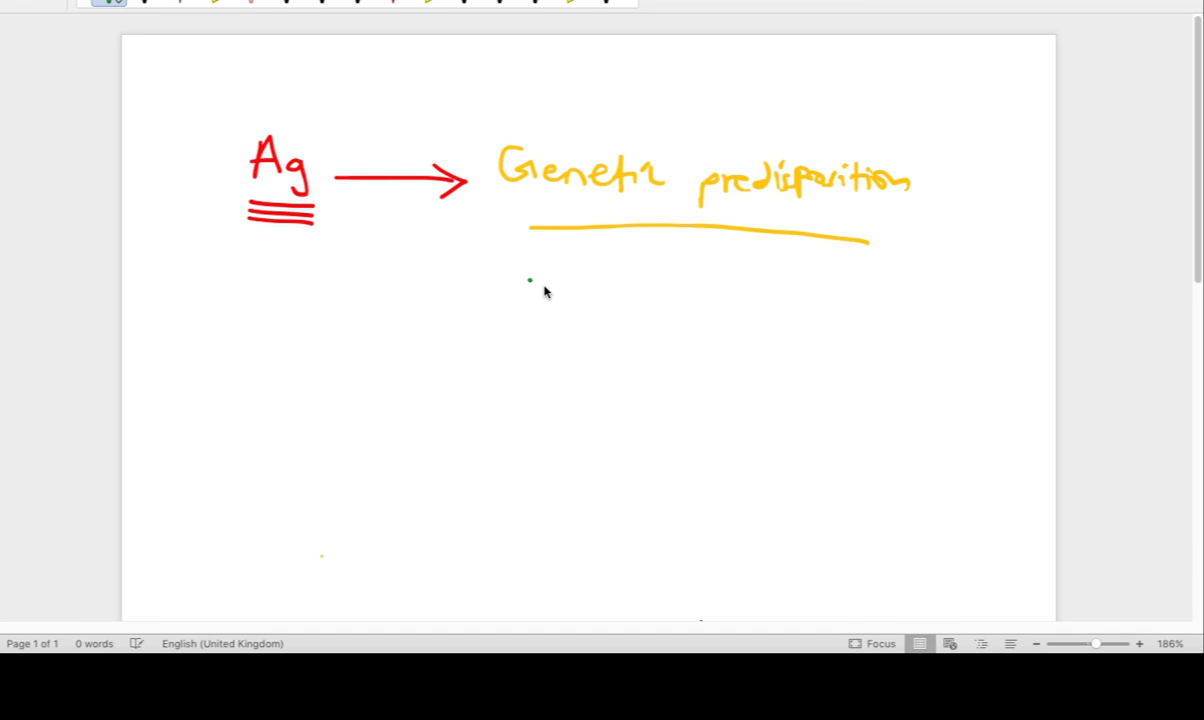 Ag → Genetic predisposition
Page 1 of 1 0 words English (United Kingdom) Focus 186%